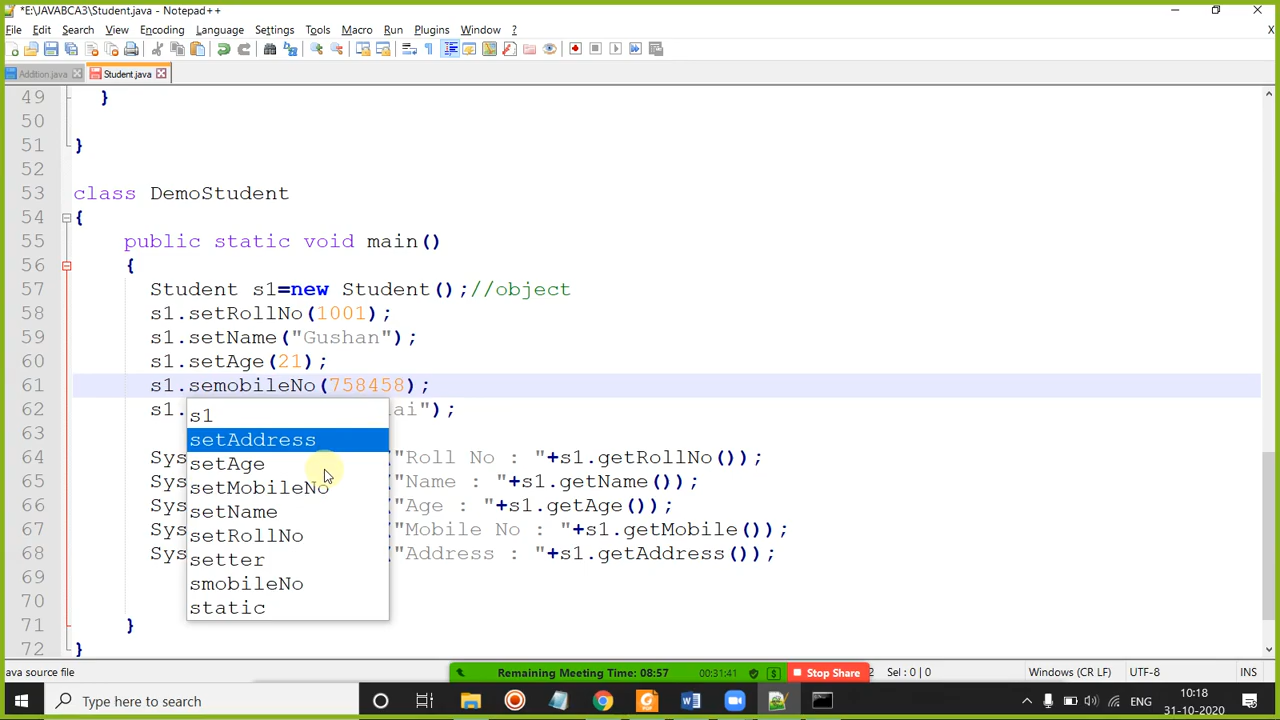 *E:\JAVABCA3\Student.java - Notepad++
File Edit Search View Encoding Language Settings Tools Macro Run Plugins Window ? X
Addition.java Student.java
49 }
50
51 }
52
53 class DemoStudent
54 {
55 public static void main()
56 {
57 Student s1=new Student();//object
58 s1.setRollNo(1001);
59 s1.setName("Gushan");
60 s1.setAge(21);
61 s1.semobileNo(758458);
62 s1. ai");
s1
setAddress
setAge
setMobileNo
setName
setRollNo
setter
smobileNo
static
63
64 Sys ("Roll No : "+s1.getRollNo());
65 Sys ("Name : "+s1.getName());
66 Sys ("Age : "+s1.getAge());
67 Sys ("Mobile No : "+s1.getMobile());
68 Sys ("Address : "+s1.getAddress());
69
70
71 }
72 }
ava source file
Remaining Meeting Time: 08:57 00:31:41 $ Stop Share
2 Sel : 0 | 0 Windows (CR LF) UTF-8 INS
Type here to search
ENG
10:18
31-10-2020